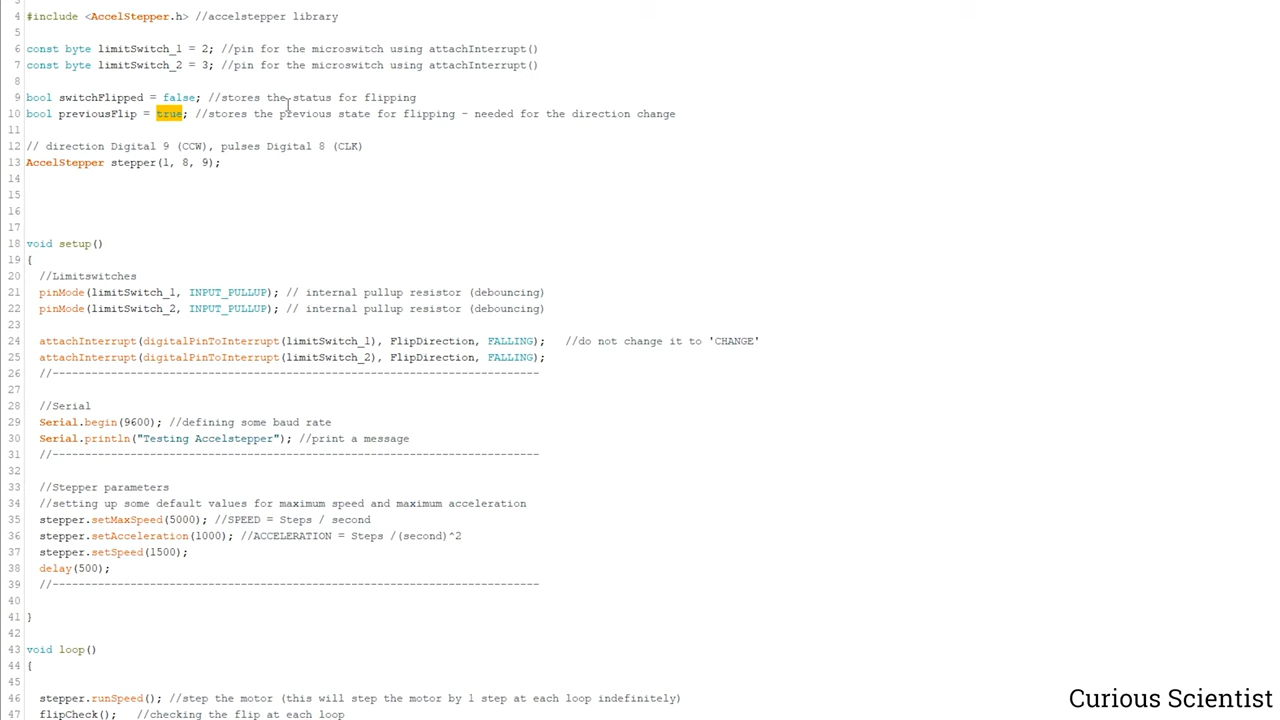 4 #include <AccelStepper.h> //accelstepper library
5
6 const byte limitSwitch_1 = 2; //pin for the microswitch using attachInterrupt()
7 const byte limitSwitch_2 = 3; //pin for the microswitch using attachInterrupt()
8
9 bool switchFlipped = false; //stores the status for flipping
10 bool previousFlip = true; //stores the previous state for flipping - needed for the direction change
11
12 // direction Digital 9 (CCW), pulses Digital 8 (CLK)
13 AccelStepper stepper(1, 8, 9);
14
15
16
17
18 void setup()
19 {
20 //Limitswitches
21 pinMode(limitSwitch_1, INPUT_PULLUP); // internal pullup resistor (debouncing)
22 pinMode(limitSwitch_2, INPUT_PULLUP); // internal pullup resistor (debouncing)
23
24 attachInterrupt(digitalPinToInterrupt(limitSwitch_1), FlipDirection, FALLING); //do not change it to 'CHANGE'
25 attachInterrupt(digitalPinToInterrupt(limitSwitch_2), FlipDirection, FALLING);
26 //---------------------------------------------------------------------------
27
28 //Serial
29 Serial.begin(9600); //defining some baud rate
30 Serial.println("Testing Accelstepper"); //print a message
31 //---------------------------------------------------------------------------
32
33 //Stepper parameters
34 //setting up some default values for maximum speed and maximum acceleration
35 stepper.setMaxSpeed(5000); //SPEED = Steps / second
36 stepper.setAcceleration(1000); //ACCELERATION = Steps /(second)^2
37 stepper.setSpeed(1500);
38 delay(500);
39 //---------------------------------------------------------------------------
40
41 }
42
43 void loop()
44 {
45
46 stepper.runSpeed(); //step the motor (this will step the motor by 1 step at each loop indefinitely)
47 flipCheck(); //checking the flip at each loop
Curious Scientist